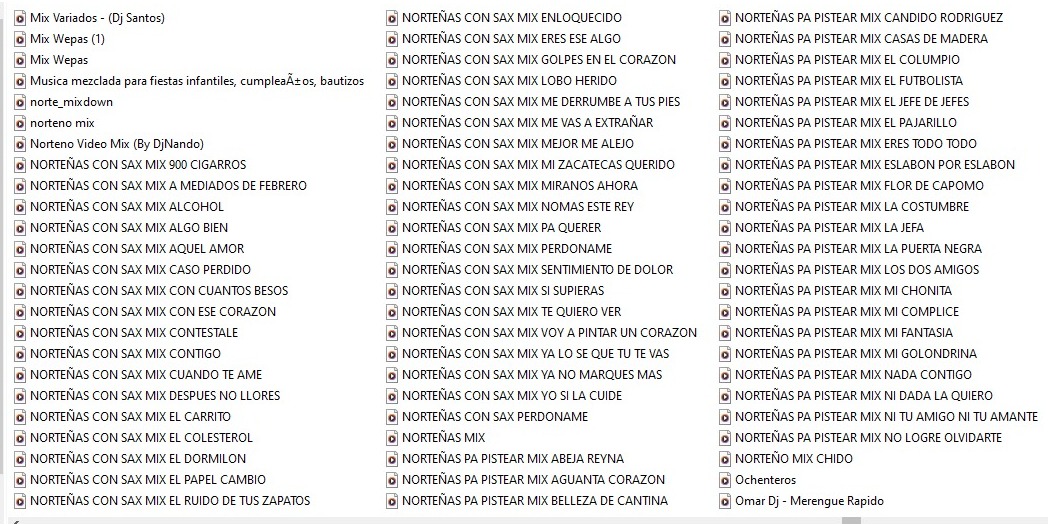 Mix Variados - (Dj Santos)
Mix Wepas (1)
Mix Wepas
Musica mezclada para fiestas infantiles, cumpleaÃ±os, bautizos
norte_mixdown
norteno mix
Norteno Video Mix (By DjNando)
NORTEÑAS CON SAX MIX 900 CIGARROS
NORTEÑAS CON SAX MIX A MEDIADOS DE FEBRERO
NORTEÑAS CON SAX MIX ALCOHOL
NORTEÑAS CON SAX MIX ALGO BIEN
NORTEÑAS CON SAX MIX AQUEL AMOR
NORTEÑAS CON SAX MIX CASO PERDIDO
NORTEÑAS CON SAX MIX CON CUANTOS BESOS
NORTEÑAS CON SAX MIX CON ESE CORAZON
NORTEÑAS CON SAX MIX CONTESTALE
NORTEÑAS CON SAX MIX CONTIGO
NORTEÑAS CON SAX MIX CUANDO TE AME
NORTEÑAS CON SAX MIX DESPUES NO LLORES
NORTEÑAS CON SAX MIX EL CARRITO
NORTEÑAS CON SAX MIX EL COLESTEROL
NORTEÑAS CON SAX MIX EL DORMILON
NORTEÑAS CON SAX MIX EL PAPEL CAMBIO
NORTEÑAS CON SAX MIX EL RUIDO DE TUS ZAPATOS
NORTEÑAS CON SAX MIX ENLOQUECIDO
NORTEÑAS CON SAX MIX ERES ESE ALGO
NORTEÑAS CON SAX MIX GOLPES EN EL CORAZON
NORTEÑAS CON SAX MIX LOBO HERIDO
NORTEÑAS CON SAX MIX ME DERRUMBE A TUS PIES
NORTEÑAS CON SAX MIX ME VAS A EXTRAÑAR
NORTEÑAS CON SAX MIX MEJOR ME ALEJO
NORTEÑAS CON SAX MIX MI ZACATECAS QUERIDO
NORTEÑAS CON SAX MIX MIRANOS AHORA
NORTEÑAS CON SAX MIX NOMAS ESTE REY
NORTEÑAS CON SAX MIX PA QUERER
NORTEÑAS CON SAX MIX PERDONAME
NORTEÑAS CON SAX MIX SENTIMIENTO DE DOLOR
NORTEÑAS CON SAX MIX SI SUPIERAS
NORTEÑAS CON SAX MIX TE QUIERO VER
NORTEÑAS CON SAX MIX VOY A PINTAR UN CORAZON
NORTEÑAS CON SAX MIX YA LO SE QUE TU TE VAS
NORTEÑAS CON SAX MIX YA NO MARQUES MAS
NORTEÑAS CON SAX MIX YO SI LA CUIDE
NORTEÑAS CON SAX PERDONAME
NORTEÑAS MIX
NORTEÑAS PA PISTEAR MIX ABEJA REYNA
NORTEÑAS PA PISTEAR MIX AGUANTA CORAZON
NORTEÑAS PA PISTEAR MIX BELLEZA DE CANTINA
NORTEÑAS PA PISTEAR MIX CANDIDO RODRIGUEZ
NORTEÑAS PA PISTEAR MIX CASAS DE MADERA
NORTEÑAS PA PISTEAR MIX EL COLUMPIO
NORTEÑAS PA PISTEAR MIX EL FUTBOLISTA
NORTEÑAS PA PISTEAR MIX EL JEFE DE JEFES
NORTEÑAS PA PISTEAR MIX EL PAJARILLO
NORTEÑAS PA PISTEAR MIX ERES TODO TODO
NORTEÑAS PA PISTEAR MIX ESLABON POR ESLABON
NORTEÑAS PA PISTEAR MIX FLOR DE CAPOMO
NORTEÑAS PA PISTEAR MIX LA COSTUMBRE
NORTEÑAS PA PISTEAR MIX LA JEFA
NORTEÑAS PA PISTEAR MIX LA PUERTA NEGRA
NORTEÑAS PA PISTEAR MIX LOS DOS AMIGOS
NORTEÑAS PA PISTEAR MIX MI CHONITA
NORTEÑAS PA PISTEAR MIX MI COMPLICE
NORTEÑAS PA PISTEAR MIX MI FANTASIA
NORTEÑAS PA PISTEAR MIX MI GOLONDRINA
NORTEÑAS PA PISTEAR MIX NADA CONTIGO
NORTEÑAS PA PISTEAR MIX NI DADA LA QUIERO
NORTEÑAS PA PISTEAR MIX NI TU AMIGO NI TU AMANTE
NORTEÑAS PA PISTEAR MIX NO LOGRE OLVIDARTE
NORTEÑO MIX CHIDO
Ochenteros
Omar Dj - Merengue Rapido